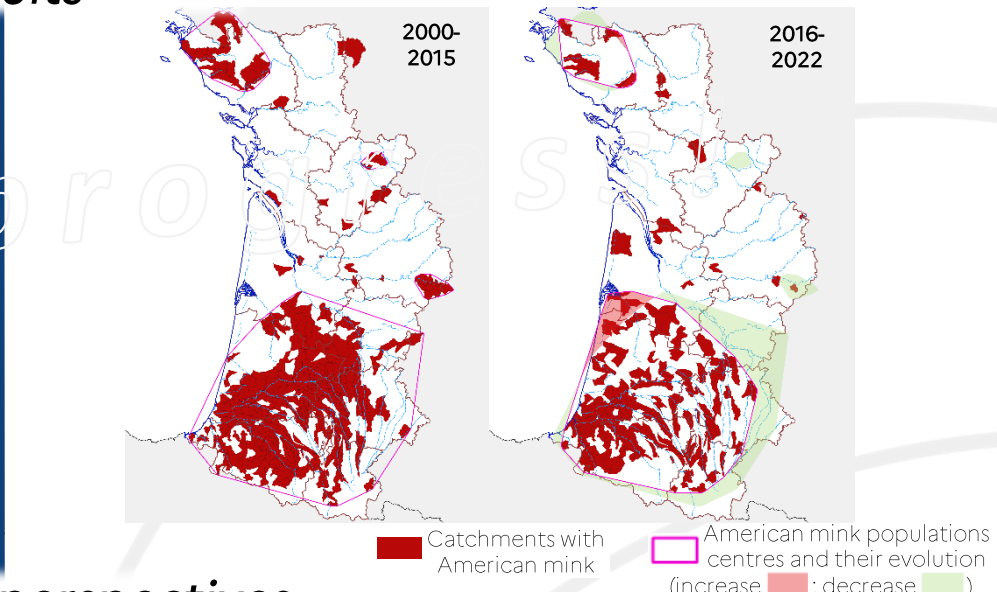 2000-
2015
2016-
2022
Catchments with
American mink
American mink populations
centres and their evolution
(increase ; decrease )